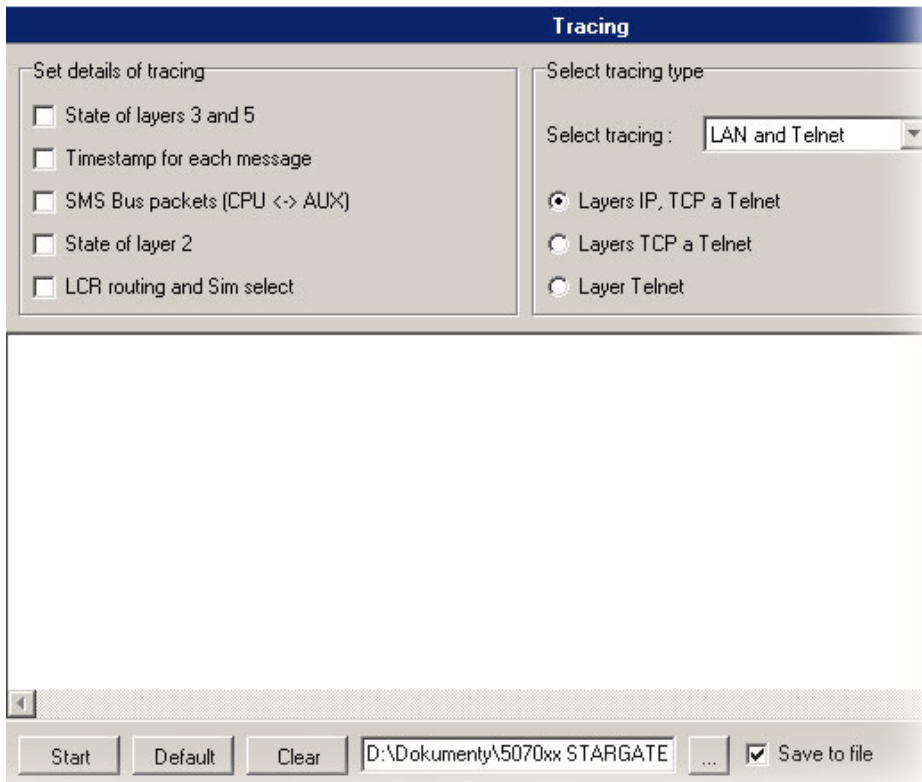 Tracing
Set details of tracing
State of layers 3 and 5
Timestamp for each message
SMS Bus packets (CPU <-> AUX)
State of layer 2
LCR routing and Sim select
Select tracing type
Select tracing : LAN and Telnet
Layers IP, TCP a Telnet
Layers TCP a Telnet
Layer Telnet
Start Default Clear D:\Dokumenty\5070xx STARGATE ... Save to file